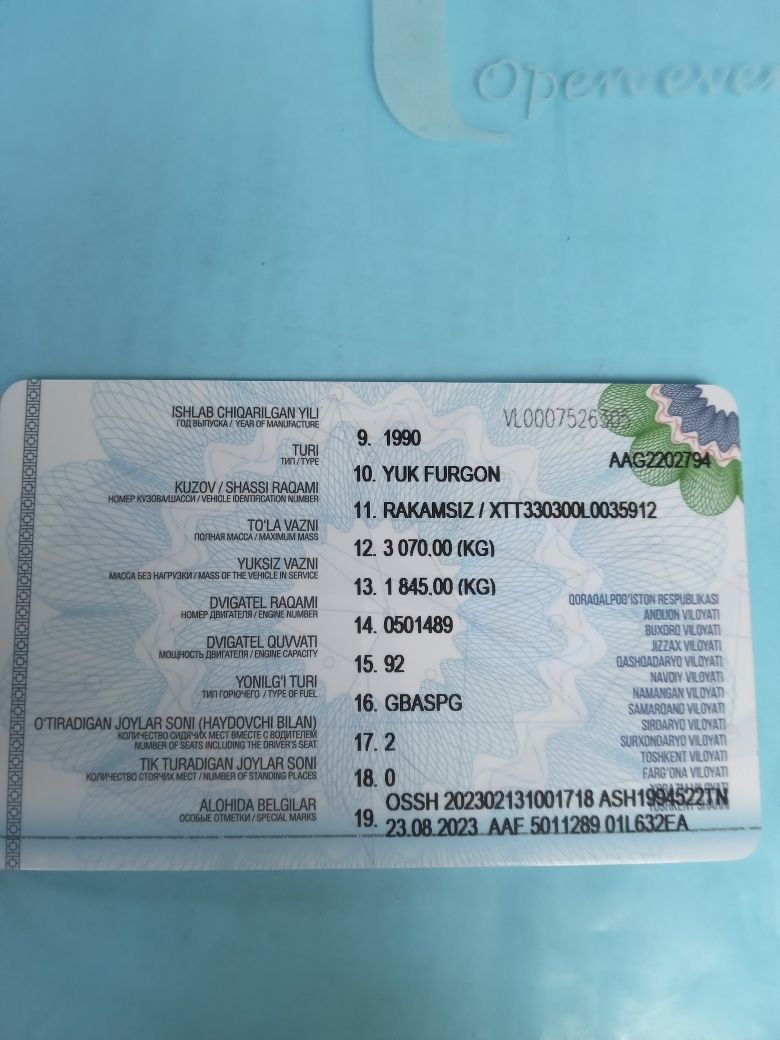 Open
ISHLAB CHIQARILGAN YILI
ГОД ВЫПУСКА / YEAR OF MANUFACTURE
9. 1990
VL0007526305
AAG2202794
TURI
ТИП / TYPE
10. YUK FURGON
KUZOV / SHASSI RAQAMI
НОМЕР КУЗОВА/ШАССИ / VEHICLE IDENTIFICATION NUMBER
11. RAKAMSIZ / XTT330300L0035912
TO'LA VAZNI
ПОЛНАЯ МАССА / MAXIMUM MASS
12. 3 070.00 (KG)
YUKSIZ VAZNI
МАССА БЕЗ НАГРУЗКИ / MASS OF THE VEHICLE IN SERVICE
13. 1 845.00 (KG)
DVIGATEL RAQAMI
НОМЕР ДВИГАТЕЛЯ / ENGINE NUMBER
14. 0501489
DVIGATEL QUVVATI
МОЩНОСТЬ ДВИГАТЕЛЯ / ENGINE CAPACITY
15. 92
YONILG'I TURI
ТИП ГОРЮЧЕГО / TYPE OF FUEL
16. GBASPG
O'TIRADIGAN JOYLAR SONI (HAYDOVCHI BILAN)
КОЛИЧЕСТВО СИДЯЧИХ МЕСТ ВМЕСТЕ С ВОДИТЕЛЕМ
NUMBER OF SEATS INCLUDING THE DRIVER'S SEAT
17. 2
TIK TURADIGAN JOYLAR SONI
КОЛИЧЕСТВО СТОЯЧИХ МЕСТ / NUMBER OF STANDING PLACES
18. 0
ALOHIDA BELGILAR
ОСОБЫЕ ОТМЕТКИ / SPECIAL MARKS
19. OSSH 202302131001718 ASH1994522TN
23.08.2023 AAF 5011289 01L632EA
QORAQALPOG'ISTON RESPUBLIKASI
ANDIJON VILOYATI
BUXORO VILOYATI
JIZZAX VILOYATI
QASHQADARYO VILOYATI
NAVOIY VILOYATI
NAMANGAN VILOYATI
SAMARQAND VILOYATI
SIRDARYO VILOYATI
SURXONDARYO VILOYATI
TOSHKENT VILOYATI
FARG'ONA VILOYATI